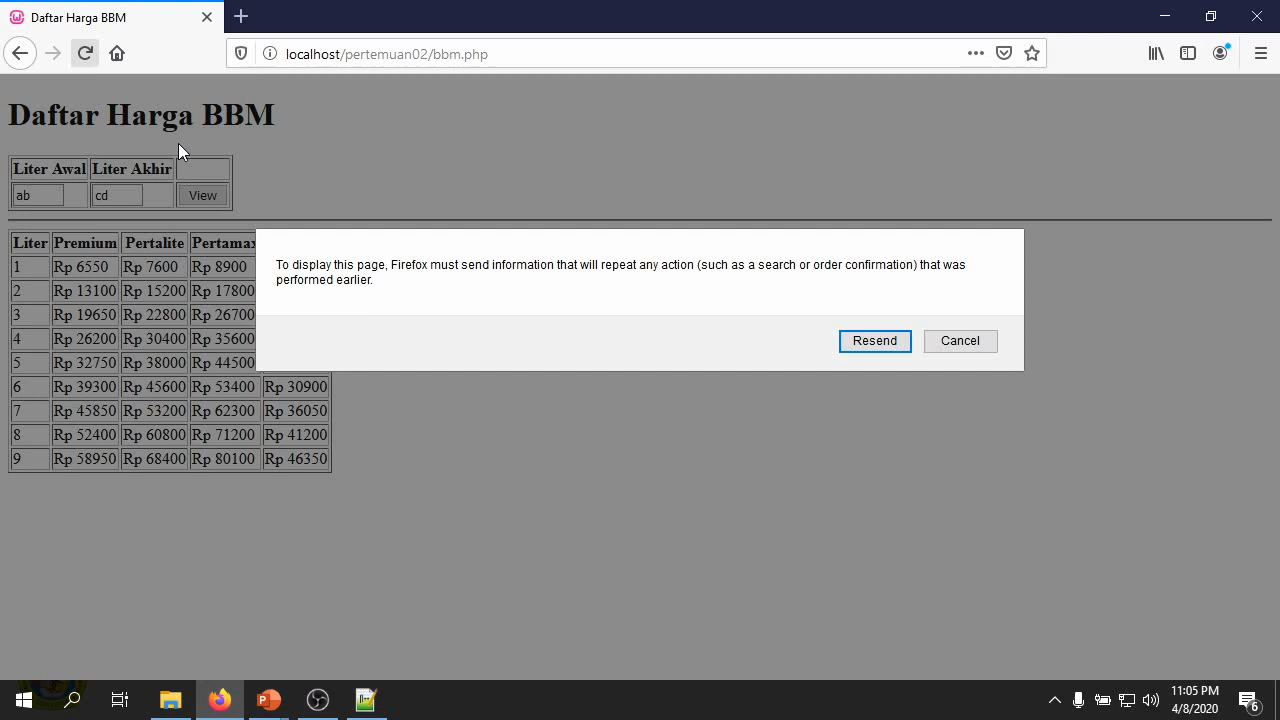 Daftar Harga BBM
localhost/pertemuan02/bbm.php
Daftar Harga BBM
Liter Awal Liter Akhir
ab cd View
Liter Premium Pertalite Pertamax
1 Rp 6550 Rp 7600 Rp 8900
2 Rp 13100 Rp 15200 Rp 17800
3 Rp 19650 Rp 22800 Rp 26700
4 Rp 26200 Rp 30400 Rp 35600
5 Rp 32750 Rp 38000 Rp 44500
6 Rp 39300 Rp 45600 Rp 53400 Rp 30900
7 Rp 45850 Rp 53200 Rp 62300 Rp 36050
8 Rp 52400 Rp 60800 Rp 71200 Rp 41200
9 Rp 58950 Rp 68400 Rp 80100 Rp 46350
To display this page, Firefox must send information that will repeat any action (such as a search or order confirmation) that was
performed earlier.
Resend Cancel
11:05 PM
4/8/2020
6